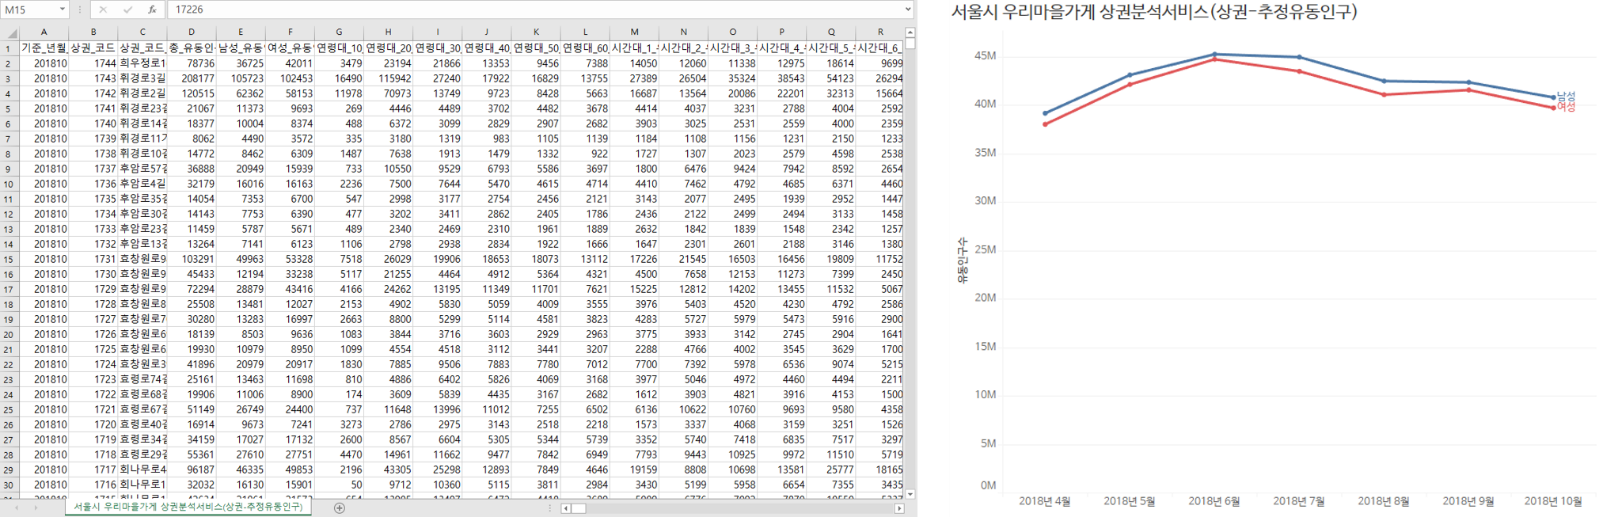 M15 17226
A B C D E F G H I J K L M N O P Q R
1 기준_년월 상권_코드 상권_코드 총_유동인 남성_유동 여성_유동 연령대_10 연령대_20 연령대_30 연령대_40 연령대_50 연령대_60 시간대_1 시간대_2 시간대_3 시간대_4 시간대_5 시간대_6
2 201810 1744 희우정로1 78736 36725 42011 3479 23194 21866 13353 9456 7388 14050 12060 11338 12975 18614 9699
3 201810 1743 휘경로3길 208177 105723 102453 16490 115942 27240 17922 16829 13755 27389 26504 35324 38543 54123 26294
4 201810 1742 휘경로2길 120515 62362 58153 11978 70973 13749 9723 8428 5663 16687 13564 20086 22201 32313 15664
5 201810 1741 휘경로23길 21067 11373 9693 269 4446 4489 3702 4482 3678 4414 4037 3231 2788 4004 2592
6 201810 1740 휘경로14길 18377 10004 8374 488 6372 3099 2829 2907 2682 3903 3025 2531 2559 4000 2359
7 201810 1739 휘경로11가 8062 4490 3572 335 3180 1319 983 1105 1139 1184 1108 1156 1231 2150 1233
8 201810 1738 휘경로10길 14772 8462 6309 1487 7638 1913 1479 1332 922 1727 1307 2023 2579 4598 2538
9 201810 1737 후암로57길 36888 20949 15939 733 10550 9529 6793 5586 3697 1800 6476 9424 7942 8592 2654
10 201810 1736 후암로4길 32179 16016 16163 2236 7500 7644 5470 4615 4714 4410 7462 4792 4685 6371 4460
11 201810 1735 후암로35길 14054 7353 6700 547 2998 3177 2754 2456 2121 3143 2077 2495 1939 2952 1447
12 201810 1734 후암로30길 14143 7753 6390 477 3202 3411 2862 2405 1786 2436 2122 2499 2494 3133 1458
13 201810 1733 후암로23길 11459 5787 5671 489 2340 2469 2310 1961 1889 2632 1842 1839 1548 2342 1257
14 201810 1732 후암로13길 13264 7141 6123 1106 2798 2938 2834 1922 1666 1647 2301 2601 2188 3146 1380
15 201810 1731 효창원로9 103291 49963 53328 7518 26029 19906 18653 18073 13112 17226 21545 16503 16456 19809 11752
16 201810 1730 효창원로9 45433 12194 33238 5117 21255 4464 4912 5364 4321 4500 7658 12153 11273 7399 2450
17 201810 1729 효창원로9 72294 28879 43416 4166 24262 13195 11349 11701 7621 15225 12812 14202 13455 11532 5067
18 201810 1728 효창원로8 25508 13481 12027 2153 4902 5830 5059 4009 3555 3976 5403 4520 4230 4792 2586
19 201810 1727 효창원로7 30280 13283 16997 2663 8800 5299 5114 4581 3823 4283 5727 5979 5473 5916 2900
20 201810 1726 효창원로6 18139 8503 9636 1083 3844 3716 3603 2929 2963 3775 3933 3142 2745 2904 1641
21 201810 1725 효창원로6 19930 10979 8950 1099 4554 4518 3112 3441 3207 2288 4766 4002 3545 3629 1700
22 201810 1724 효창원로3 41896 20979 20917 1830 7885 9506 7883 7780 7012 7700 7392 5978 6536 9074 5215
23 201810 1723 효령로74길 25161 13463 11698 810 4886 6402 5826 4069 3168 3977 5046 4972 4460 4494 2211
24 201810 1722 효령로68길 19906 11006 8900 174 3609 5839 4435 3167 2682 1612 3903 4821 3916 4153 1500
25 201810 1721 효령로67길 51149 26749 24400 737 11648 13996 11012 7255 6502 6136 10622 10760 9693 9580 4358
26 201810 1720 효령로40길 16914 9673 7241 3273 2786 2975 3143 2518 2218 1573 3337 4068 3159 3251 1526
27 201810 1719 효령로34길 34159 17027 17132 2600 8567 6604 5305 5344 5739 3352 5740 7418 6835 7517 3297
28 201810 1718 효령로29길 55361 27610 27751 4470 14961 11662 9477 7842 6949 7793 9443 10925 9972 11510 5719
29 201810 1717 회나무로4 96187 46335 49853 2196 43305 25298 12893 7849 4646 19159 8808 10698 13581 25777 18165
30 201810 1716 회나무로1 32032 16130 15901 50 9712 10360 5115 3811 2984 3430 5199 5958 6654 7355 3435
서울시 우리마을가게 상권분석서비스(상권-추정유동인구)
서울시 우리마을가게 상권분석서비스(상권-추정유동인구)
45M
40M
35M
30M
25M
20M
15M
10M
5M
0M
유동인구수
남성
여성
2018년 4월 2018년 5월 2018년 6월 2018년 7월 2018년 8월 2018년 9월 2018년 10월